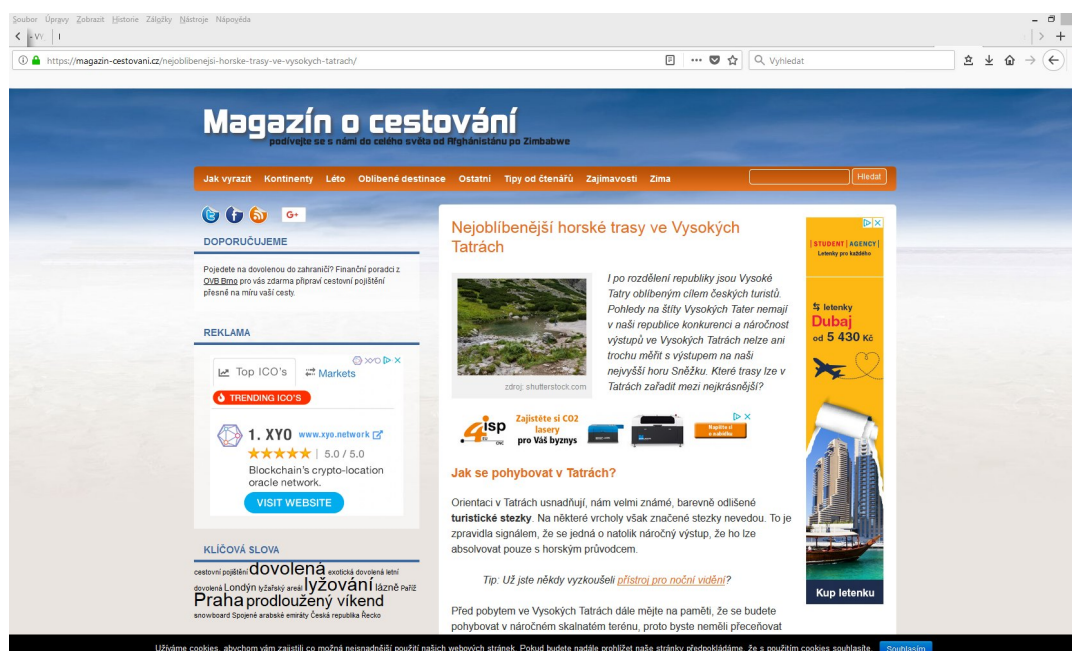 Soubor Úpravy Zobrazit Historie Záložky Nástroje Nápověda
https://magazin-cestovani.cz/nejoblibenejsi-horske-trasy-ve-vysokych-tatrach/
Vyhledat
Magazín o cestování
podívejte se s námi do celého světa od Afghánistánu po Zimbabwe
Jak vyrazit Kontinenty Léto Oblíbené destinace Ostatní Tipy od čtenářů Zajímavosti Zima
Hledat
G+
DOPORUČUJEME
Pojedete na dovolenou do zahraničí? Finanční poradci z
OVB Brno pro vás zdarma připraví cestovní pojištění
přesně na míru vaší cesty.
REKLAMA
XYO
Top ICO's Markets
TRENDING ICO'S
1. XYO www.xyo.network
5.0 / 5.0
Blockchain's crypto-location
oracle network.
VISIT WEBSITE
KLÍČOVÁ SLOVA
cestovní pojištění dovolená exotická dovolená letní
dovolená Londýn lyžařský areál lyžování lázně Paříž
Praha prodloužený víkend
snowboard Spojené arabské emiráty Česká republika Řecko
Nejoblíbenější horské trasy ve Vysokých
Tatrách
zdroj: shutterstock.com
I po rozdělení republiky jsou Vysoké
Tatry oblíbeným cílem českých turistů.
Pohledy na štíty Vysokých Tater nemají
v naší republice konkurenci a náročnost
výstupů ve Vysokých Tatrách nelze ani
trochu měřit s výstupem na naši
nejvyšší horu Sněžku. Které trasy lze v
Tatrách zařadit mezi nejkrásnější?
4isp
Zajistěte si CO2
lasery
pro Váš byznys
Napište si
o nabídku
Jak se pohybovat v Tatrách?
Orientaci v Tatrách usnadňují, nám velmi známé, barevně odlišené
turistické stezky. Na některé vrcholy však značené stezky nevedou. To je
zpravidla signálem, že se jedná o natolik náročný výstup, že ho lze
absolvovat pouze s horským průvodcem.
Tip: Už jste někdy vyzkoušeli přístroj pro noční vidění?
Před pobytem ve Vysokých Tatrách dále mějte na paměti, že se budete
pohybovat v náročném skalnatém terénu, proto byste neměli přeceňovat
STUDENT AGENCY
Letenky pro každého
letenky
Dubaj
od 5 430 Kč
Kup letenku
Užíváme cookies, abychom vám zajistili co možná nejsnadnější použití našich webových stránek. Pokud budete nadále prohlížet naše stránky předpokládáme, že s použitím cookies souhlasíte. Souhlasím